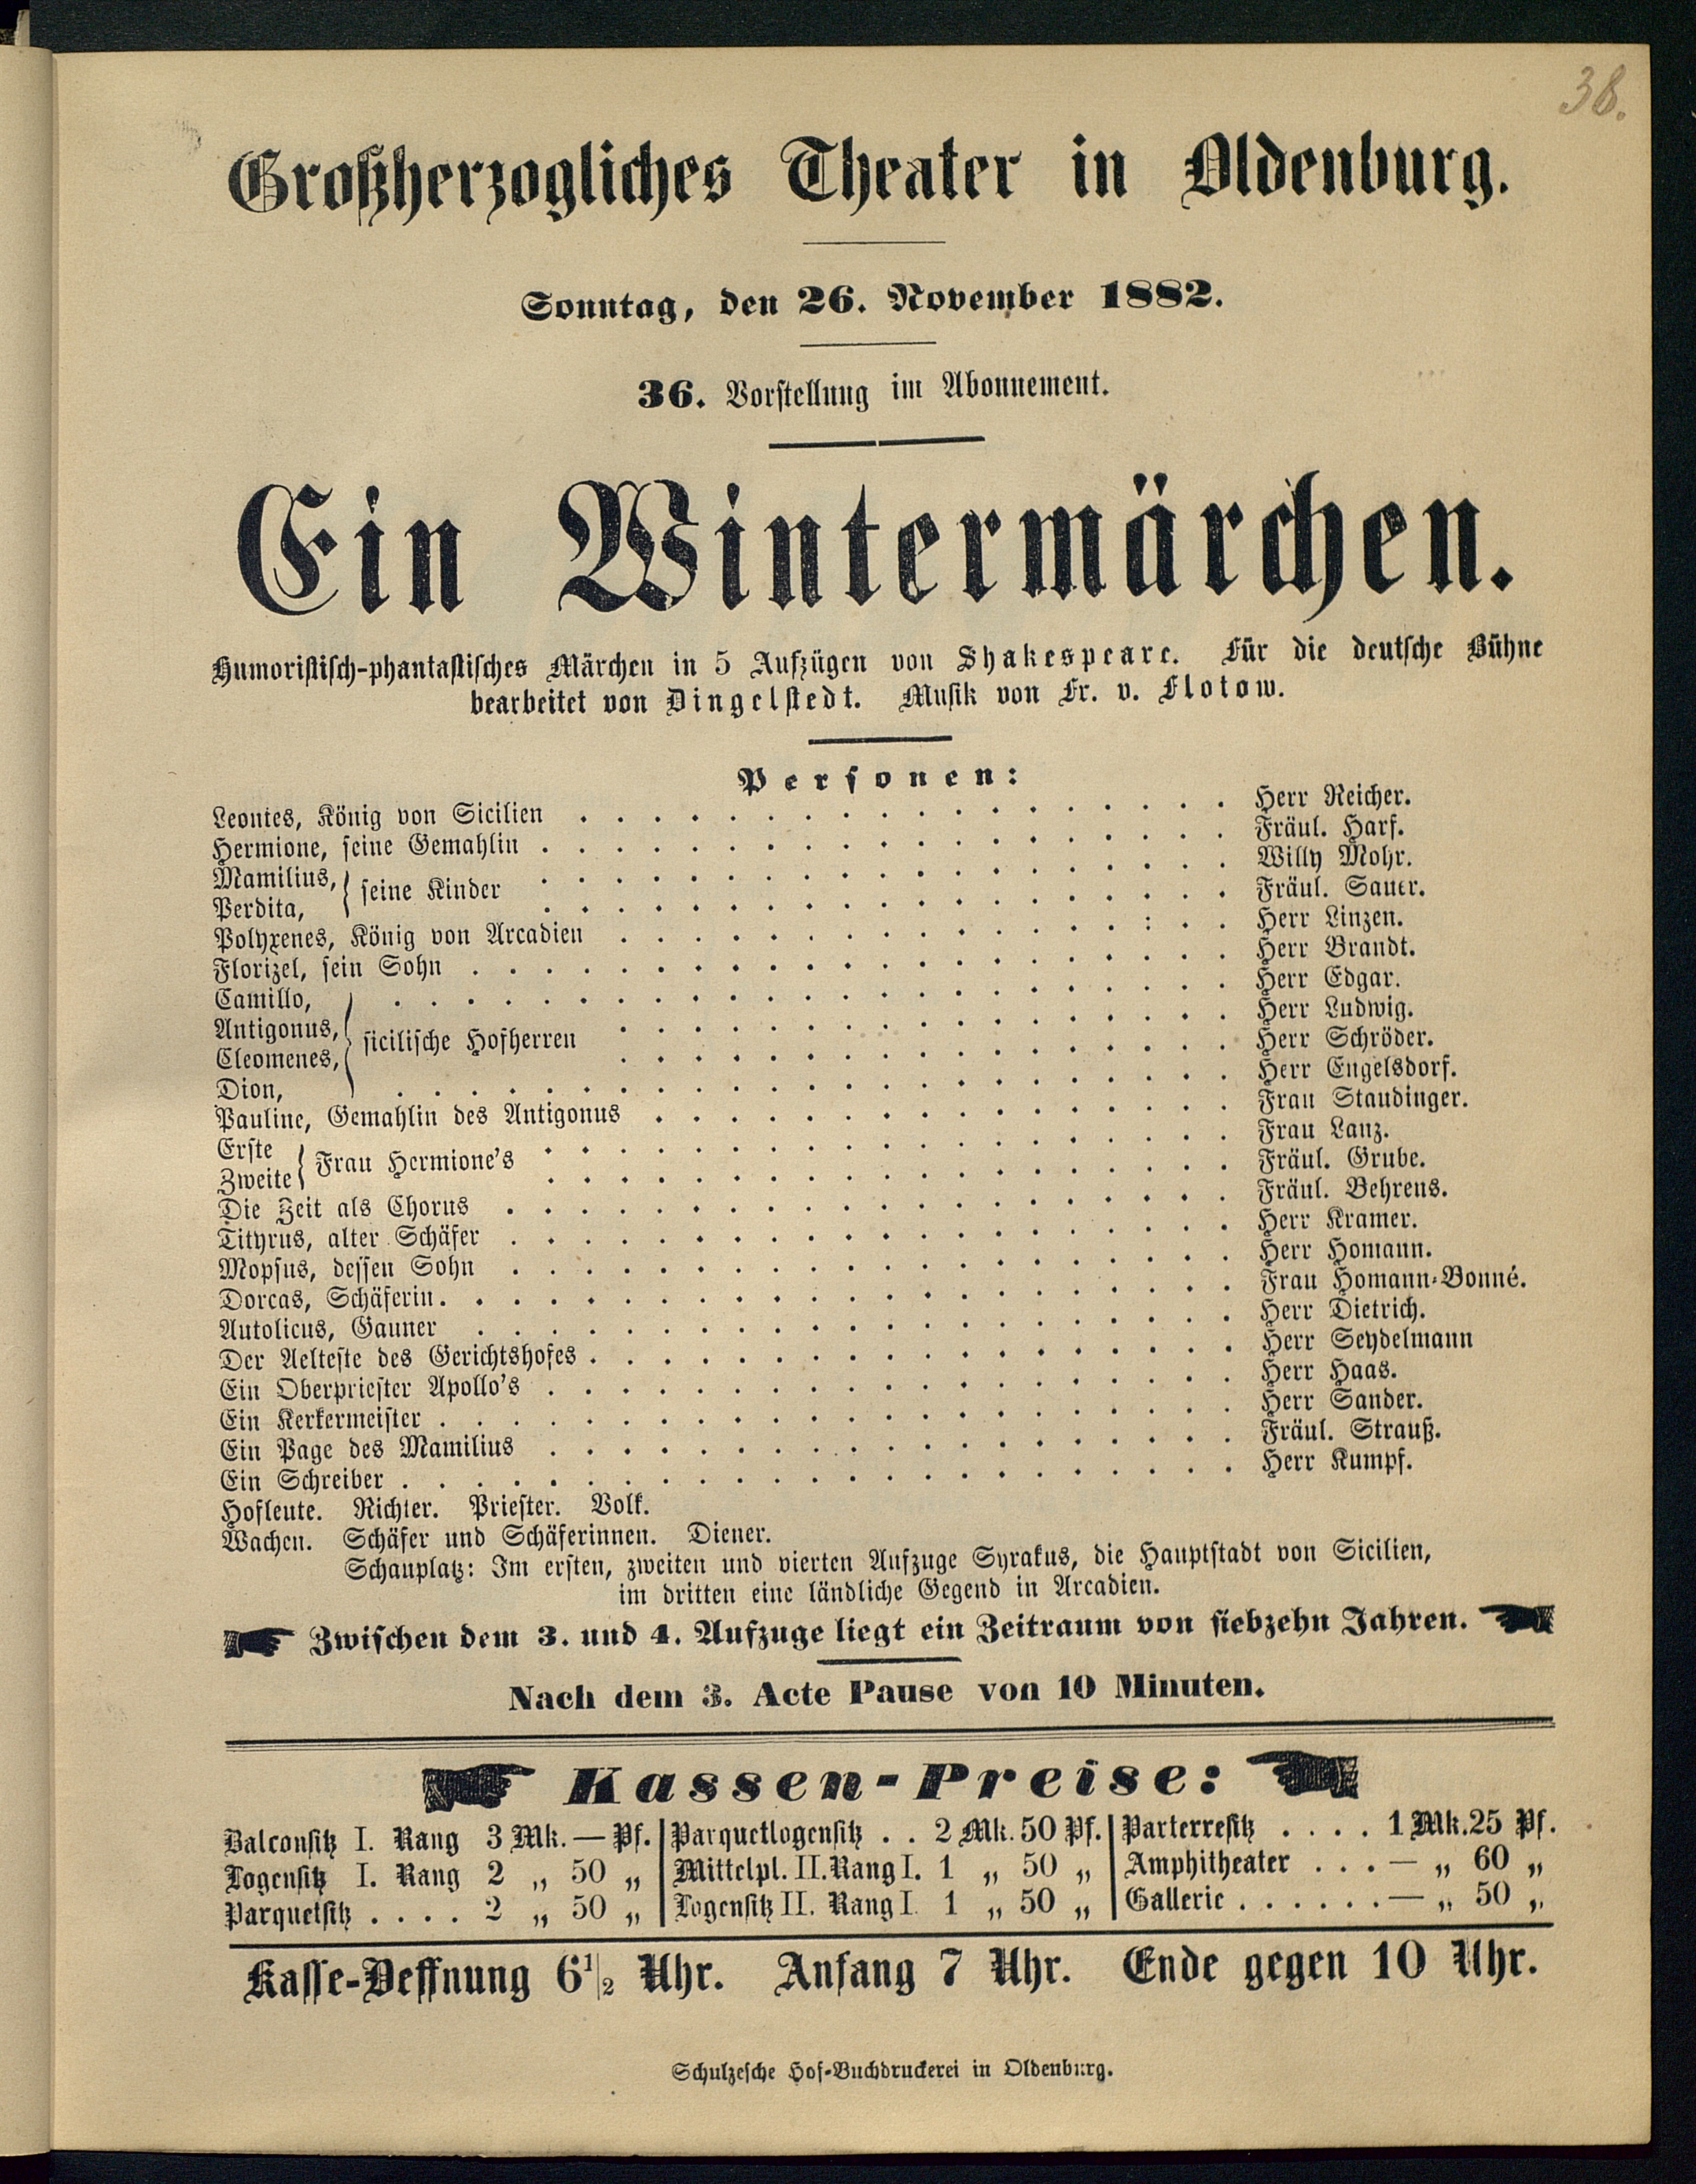 38.
Großherzogliches Theater in Oldenburg.
Sonntag, den 26. November 1882.
36. Vorstellung im Abonnement.
Ein Wintermärchen.
Humoristisch-phantastisches Märchen in 5 Aufzügen von Shakespeare. Für die deutsche Bühne
bearbeitet von Dingelstedt. Musik von Fr. v. Flotow.
Personen:
Leontes, König von Sicilien . . . . Herr Reicher.
Hermione, seine Gemahlin . . . . Fräul. Harf.
Mamilius, } seine Kinder . . . . Willy Mohr.
Perdita, } . . . . Fräul. Sauer.
Polyxenes, König von Arcadien . . . . Herr Linzen.
Florizel, sein Sohn . . . . Herr Brandt.
Camillo, } . . . . Herr Edgar.
Antigonus, } sicilische Hofherren . . . . Herr Ludwig.
Cleomenes, } . . . . Herr Schröder.
Dion, } . . . . Herr Engelsdorf.
Pauline, Gemahlin des Antigonus . . . . Frau Staudinger.
Erste } Frau Hermione's . . . . Frau Lanz.
Zweite } . . . . Fräul. Grube.
Die Zeit als Chorus . . . . Fräul. Behrens.
Tityrus, alter Schäfer . . . . Herr Kramer.
Mopsus, dessen Sohn . . . . Herr Homann.
Dorcas, Schäferin. . . . . Frau Homann-Bonné.
Autolicus, Gauner . . . . Herr Dietrich.
Der Aelteste des Gerichtshofes . . . . Herr Seydelmann
Ein Oberpriester Apollo's . . . . Herr Haas.
Ein Kerkermeister . . . . Herr Sander.
Ein Page des Mamilius . . . . Fräul. Strauß.
Ein Schreiber . . . . Herr Kumpf.
Hofleute. Richter. Priester. Volk.
Wachen. Schäfer und Schäferinnen. Diener.
Schauplatz: Im ersten, zweiten und vierten Aufzuge Syrakus, die Hauptstadt von Sicilien,
im dritten eine ländliche Gegend in Arcadien.
Zwischen dem 3. und 4. Aufzuge liegt ein Zeitraum von siebzehn Jahren.
Nach dem 3. Acte Pause von 10 Minuten.
Kassen-Preise:
Balconsitz I. Rang 3 Mk. — Pf. | Parquetlogensitz . . 2 Mk. 50 Pf. | Parterresitz . . . . 1 Mk. 25 Pf.
Logensitz I. Rang 2 „ 50 „ | Mittelpl. II. Rang I. 1 „ 50 „ | Amphitheater . . . — „ 60 „
Parquetsitz . . . . 2 „ 50 „ | Logensitz II. Rang I. 1 „ 50 „ | Gallerie . . . . . . — „ 50 „
Kasse-Oeffnung 6 1/2 Uhr. Anfang 7 Uhr. Ende gegen 10 Uhr.
Schulzesche Hof-Buchdruckerei in Oldenburg.